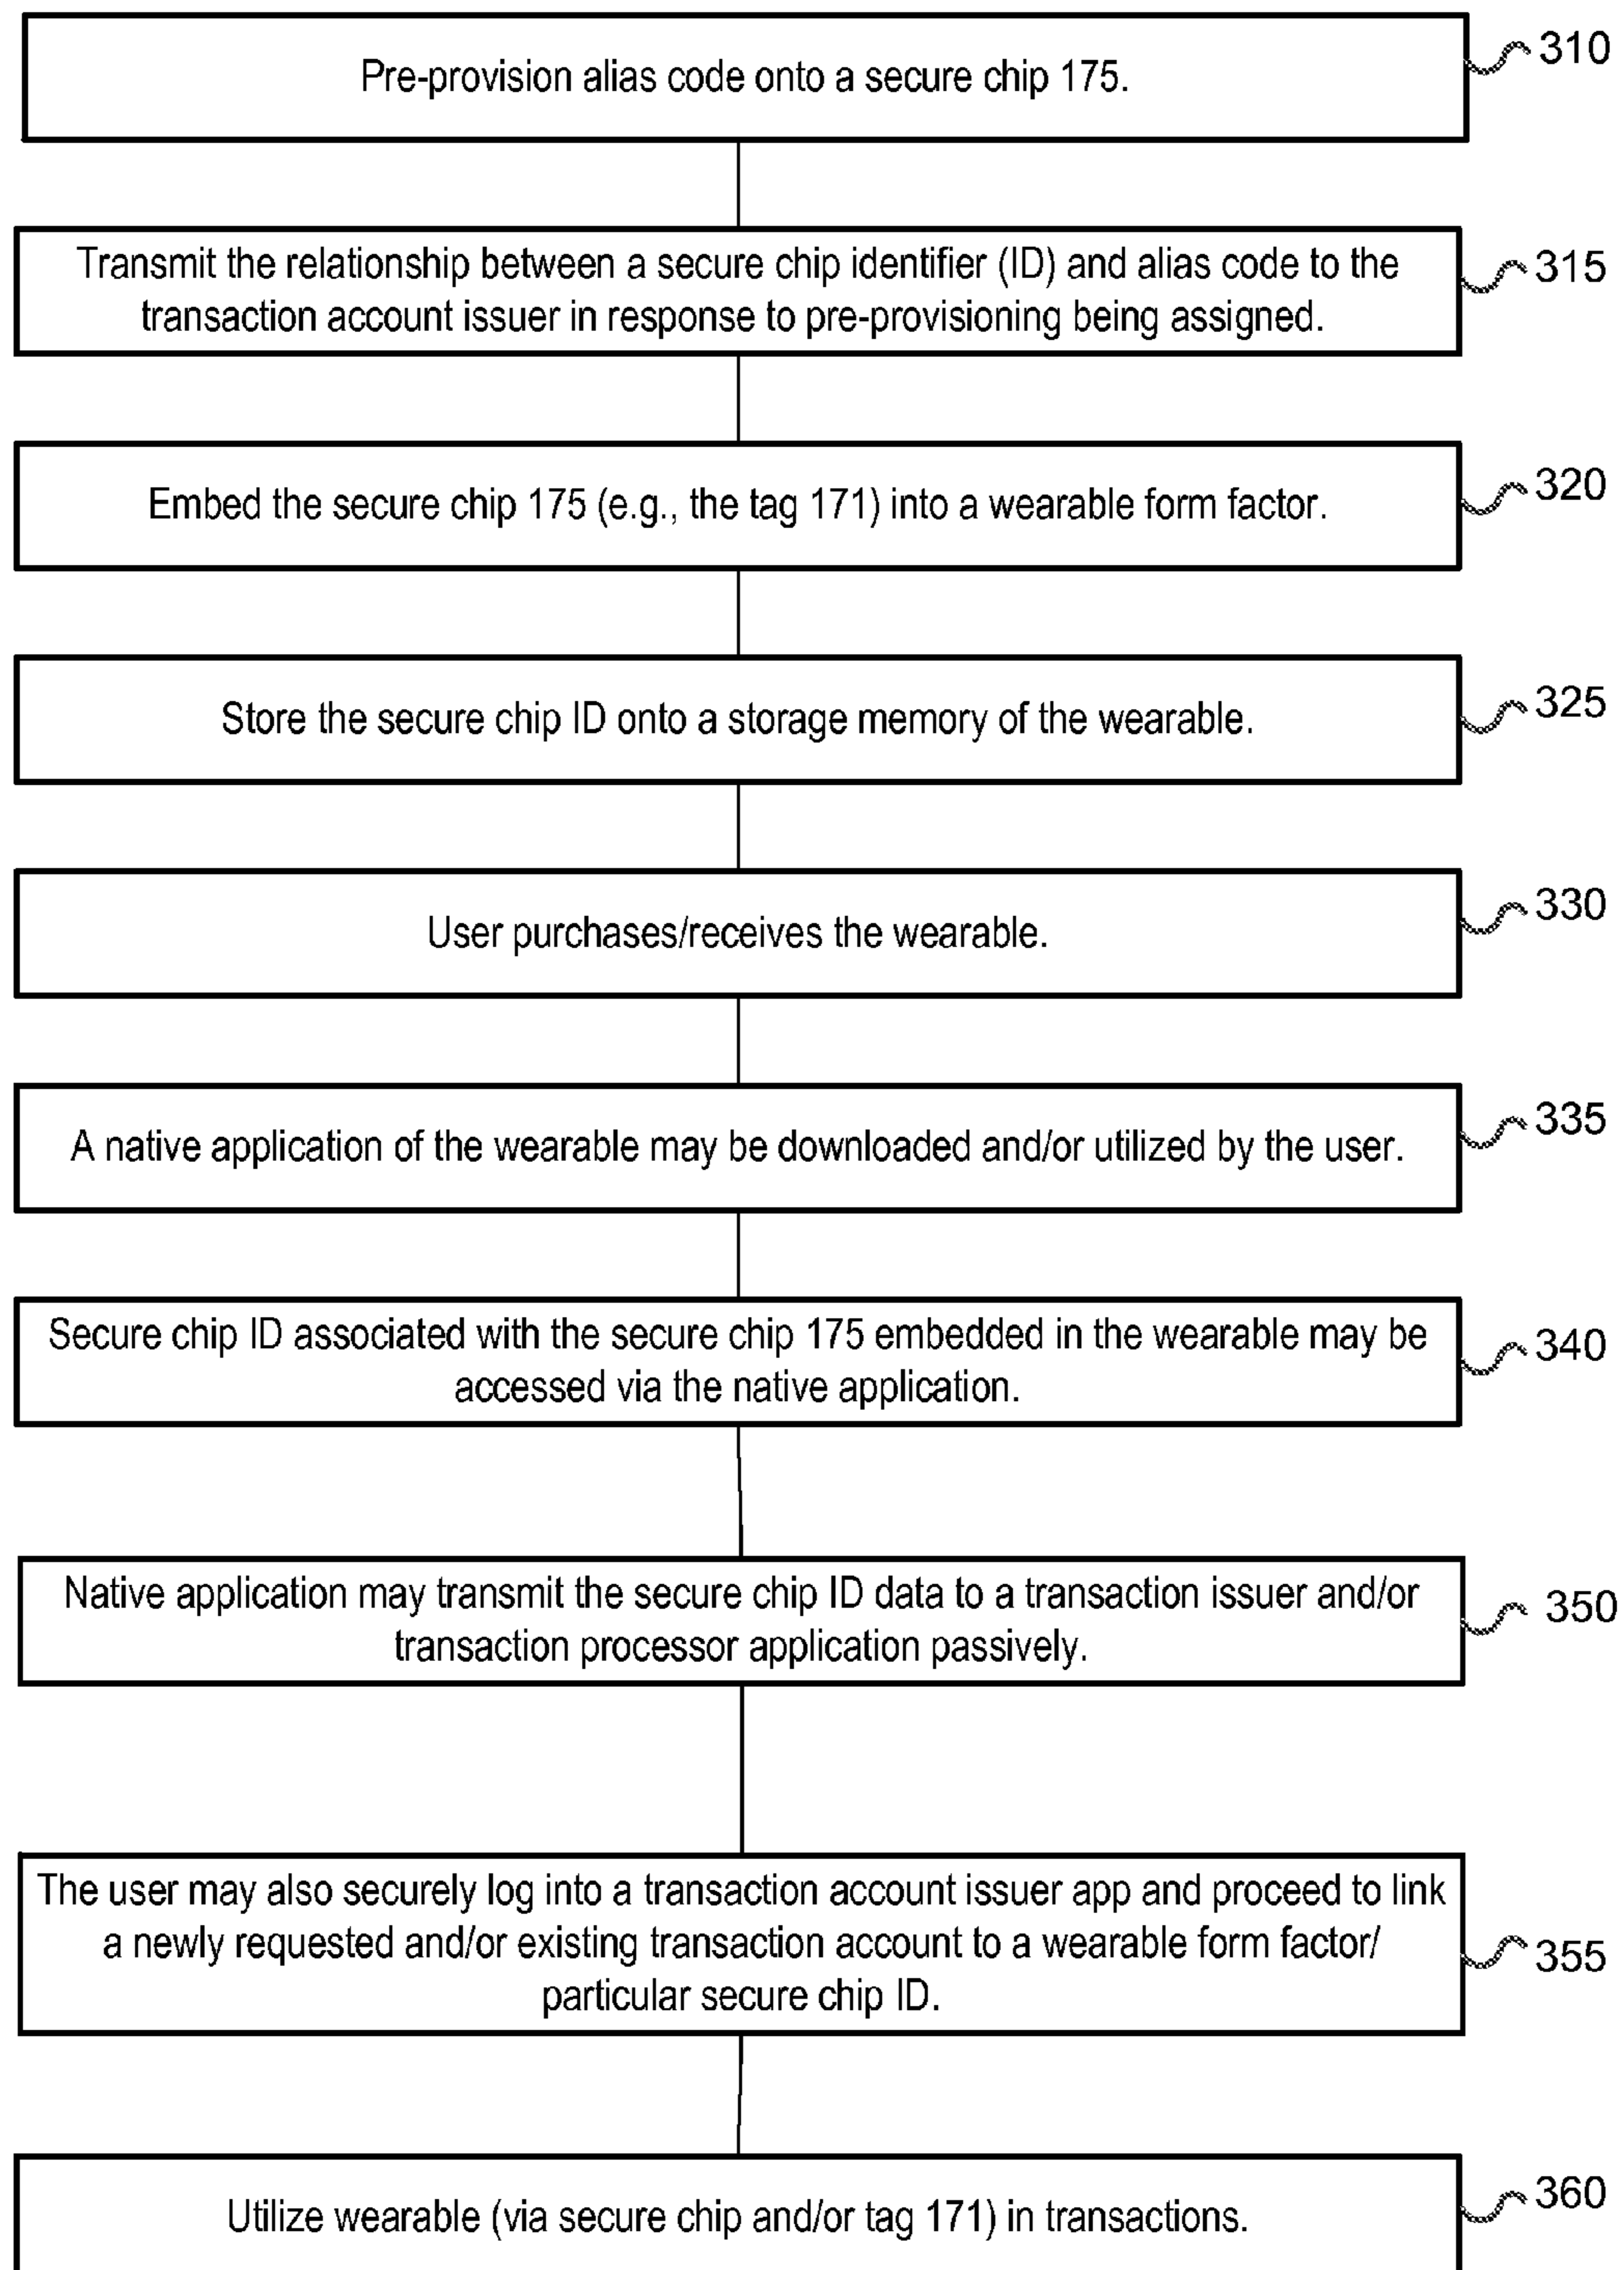 Pre-provision alias code onto a secure chip 175.
310
Transmit the relationship between a secure chip identifier (ID) and alias code to the
transaction account issuer in response to pre-provisioning being assigned.
315
Embed the secure chip 175 (e.g., the tag 171) into a wearable form factor.
320
Store the secure chip ID onto a storage memory of the wearable.
325
User purchases/receives the wearable.
330
A native application of the wearable may be downloaded and/or utilized by the user.
335
Secure chip ID associated with the secure chip 175 embedded in the wearable may be
accessed via the native application.
340
Native application may transmit the secure chip ID data to a transaction issuer and/or
transaction processor application passively.
350
The user may also securely log into a transaction account issuer app and proceed to link
a newly requested and/or existing transaction account to a wearable form factor/
particular secure chip ID.
355
Utilize wearable (via secure chip and/or tag 171) in transactions.
360